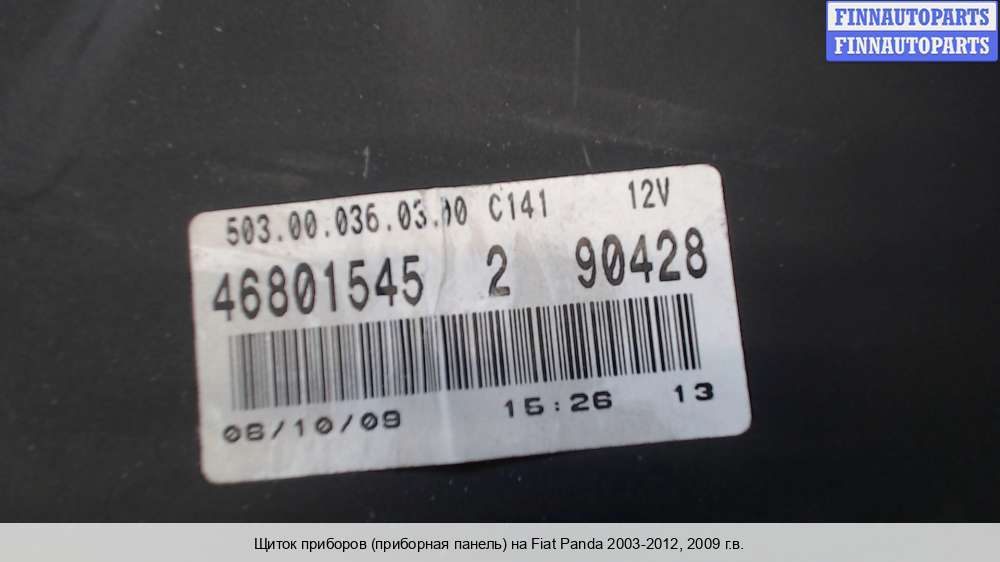 FINNAUTOPARTS
FINNAUTOPARTS
503.00.036.03.00 C141 12V
46801545 2 90428
06/10/09 15:26 13
Щиток приборов (приборная панель) на Fiat Panda 2003-2012, 2009 г.в.